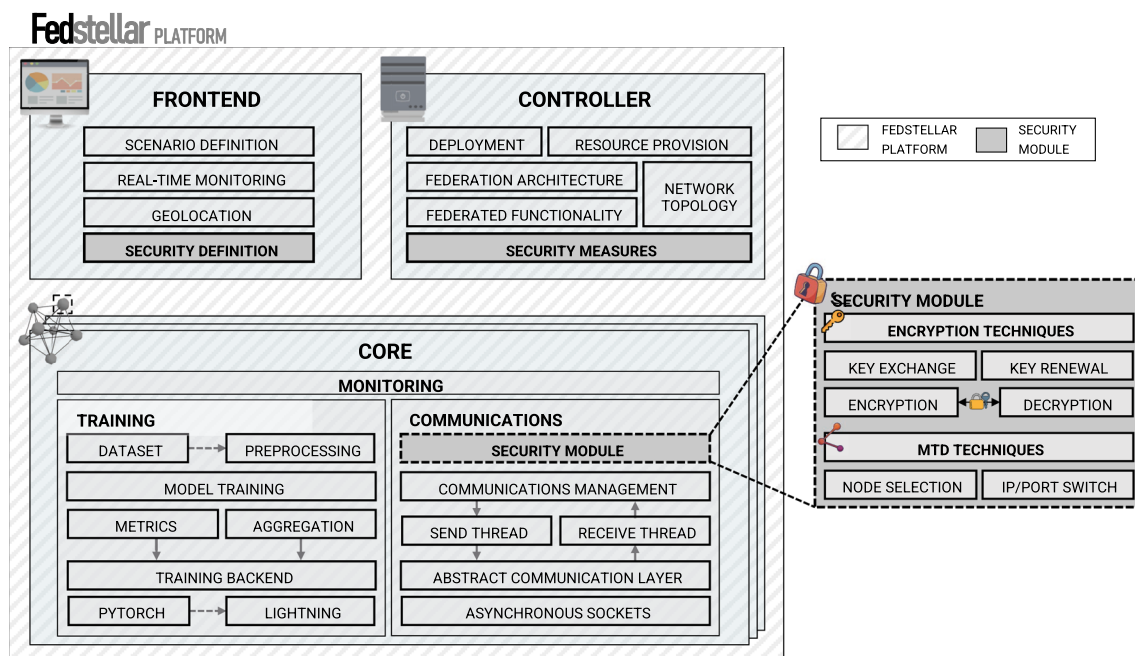 Fedstellar PLATFORM
FRONTEND
SCENARIO DEFINITION
REAL-TIME MONITORING
GEOLOCATION
SECURITY DEFINITION
CONTROLLER
DEPLOYMENT
RESOURCE PROVISION
FEDERATION ARCHITECTURE
FEDERATED FUNCTIONALITY
NETWORK
TOPOLOGY
SECURITY MEASURES
FEDSTELLAR
PLATFORM
SECURITY
MODULE
CORE
MONITORING
TRAINING
DATASET
PREPROCESSING
MODEL TRAINING
METRICS
AGGREGATION
TRAINING BACKEND
PYTORCH
LIGHTNING
COMMUNICATIONS
SECURITY MODULE
COMMUNICATIONS MANAGEMENT
SEND THREAD
RECEIVE THREAD
ABSTRACT COMMUNICATION LAYER
ASYNCHRONOUS SOCKETS
SECURITY MODULE
ENCRYPTION TECHNIQUES
KEY EXCHANGE
KEY RENEWAL
ENCRYPTION
DECRYPTION
MTD TECHNIQUES
NODE SELECTION
IP/PORT SWITCH